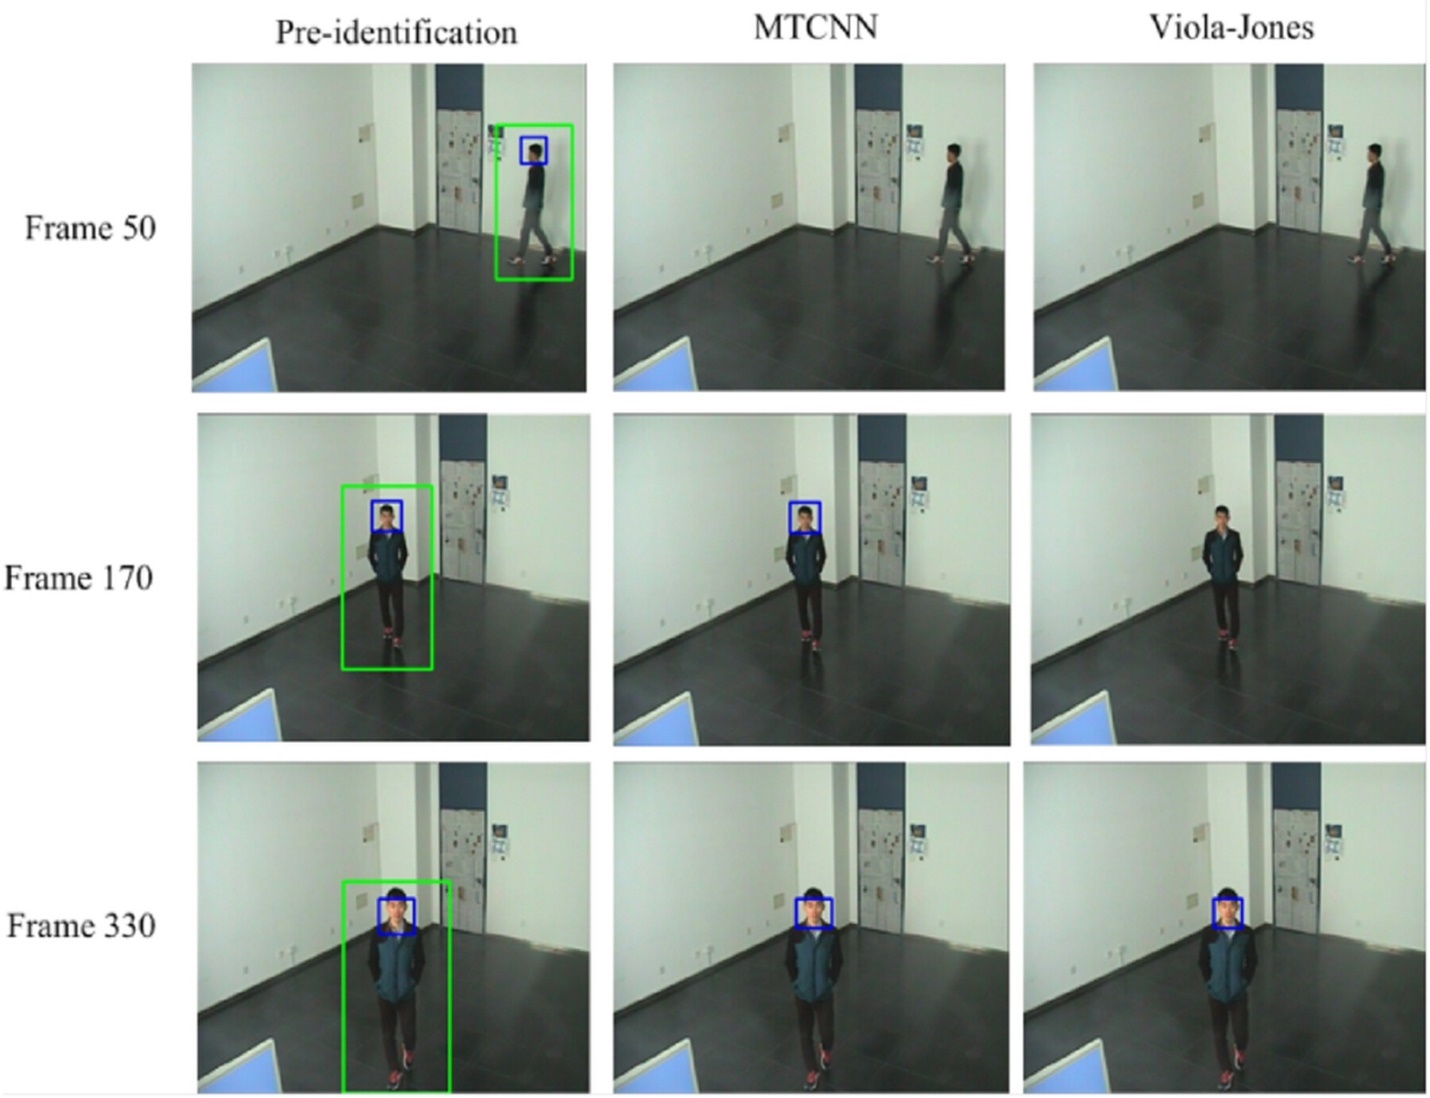 Pre-identification MTCNN Viola-Jones
Frame 50
Frame 170
Frame 330